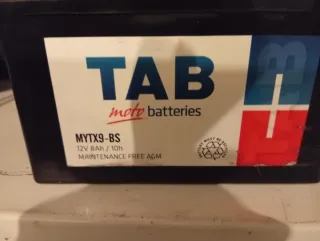 TAB
moto batteries
MYTX9-BS
12V 8Ah / 10h
MAINTENANCE FREE AGM